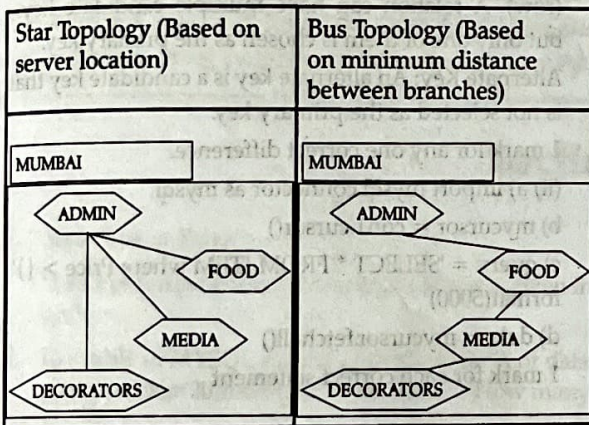 Star Topology (Based on
server location)
Bus Topology (Based
on minimum distance
between branches)
MUMBAI
ADMIN
FOOD
MEDIA
DECORATORS
MUMBAI
ADMIN
FOOD
MEDIA
DECORATORS